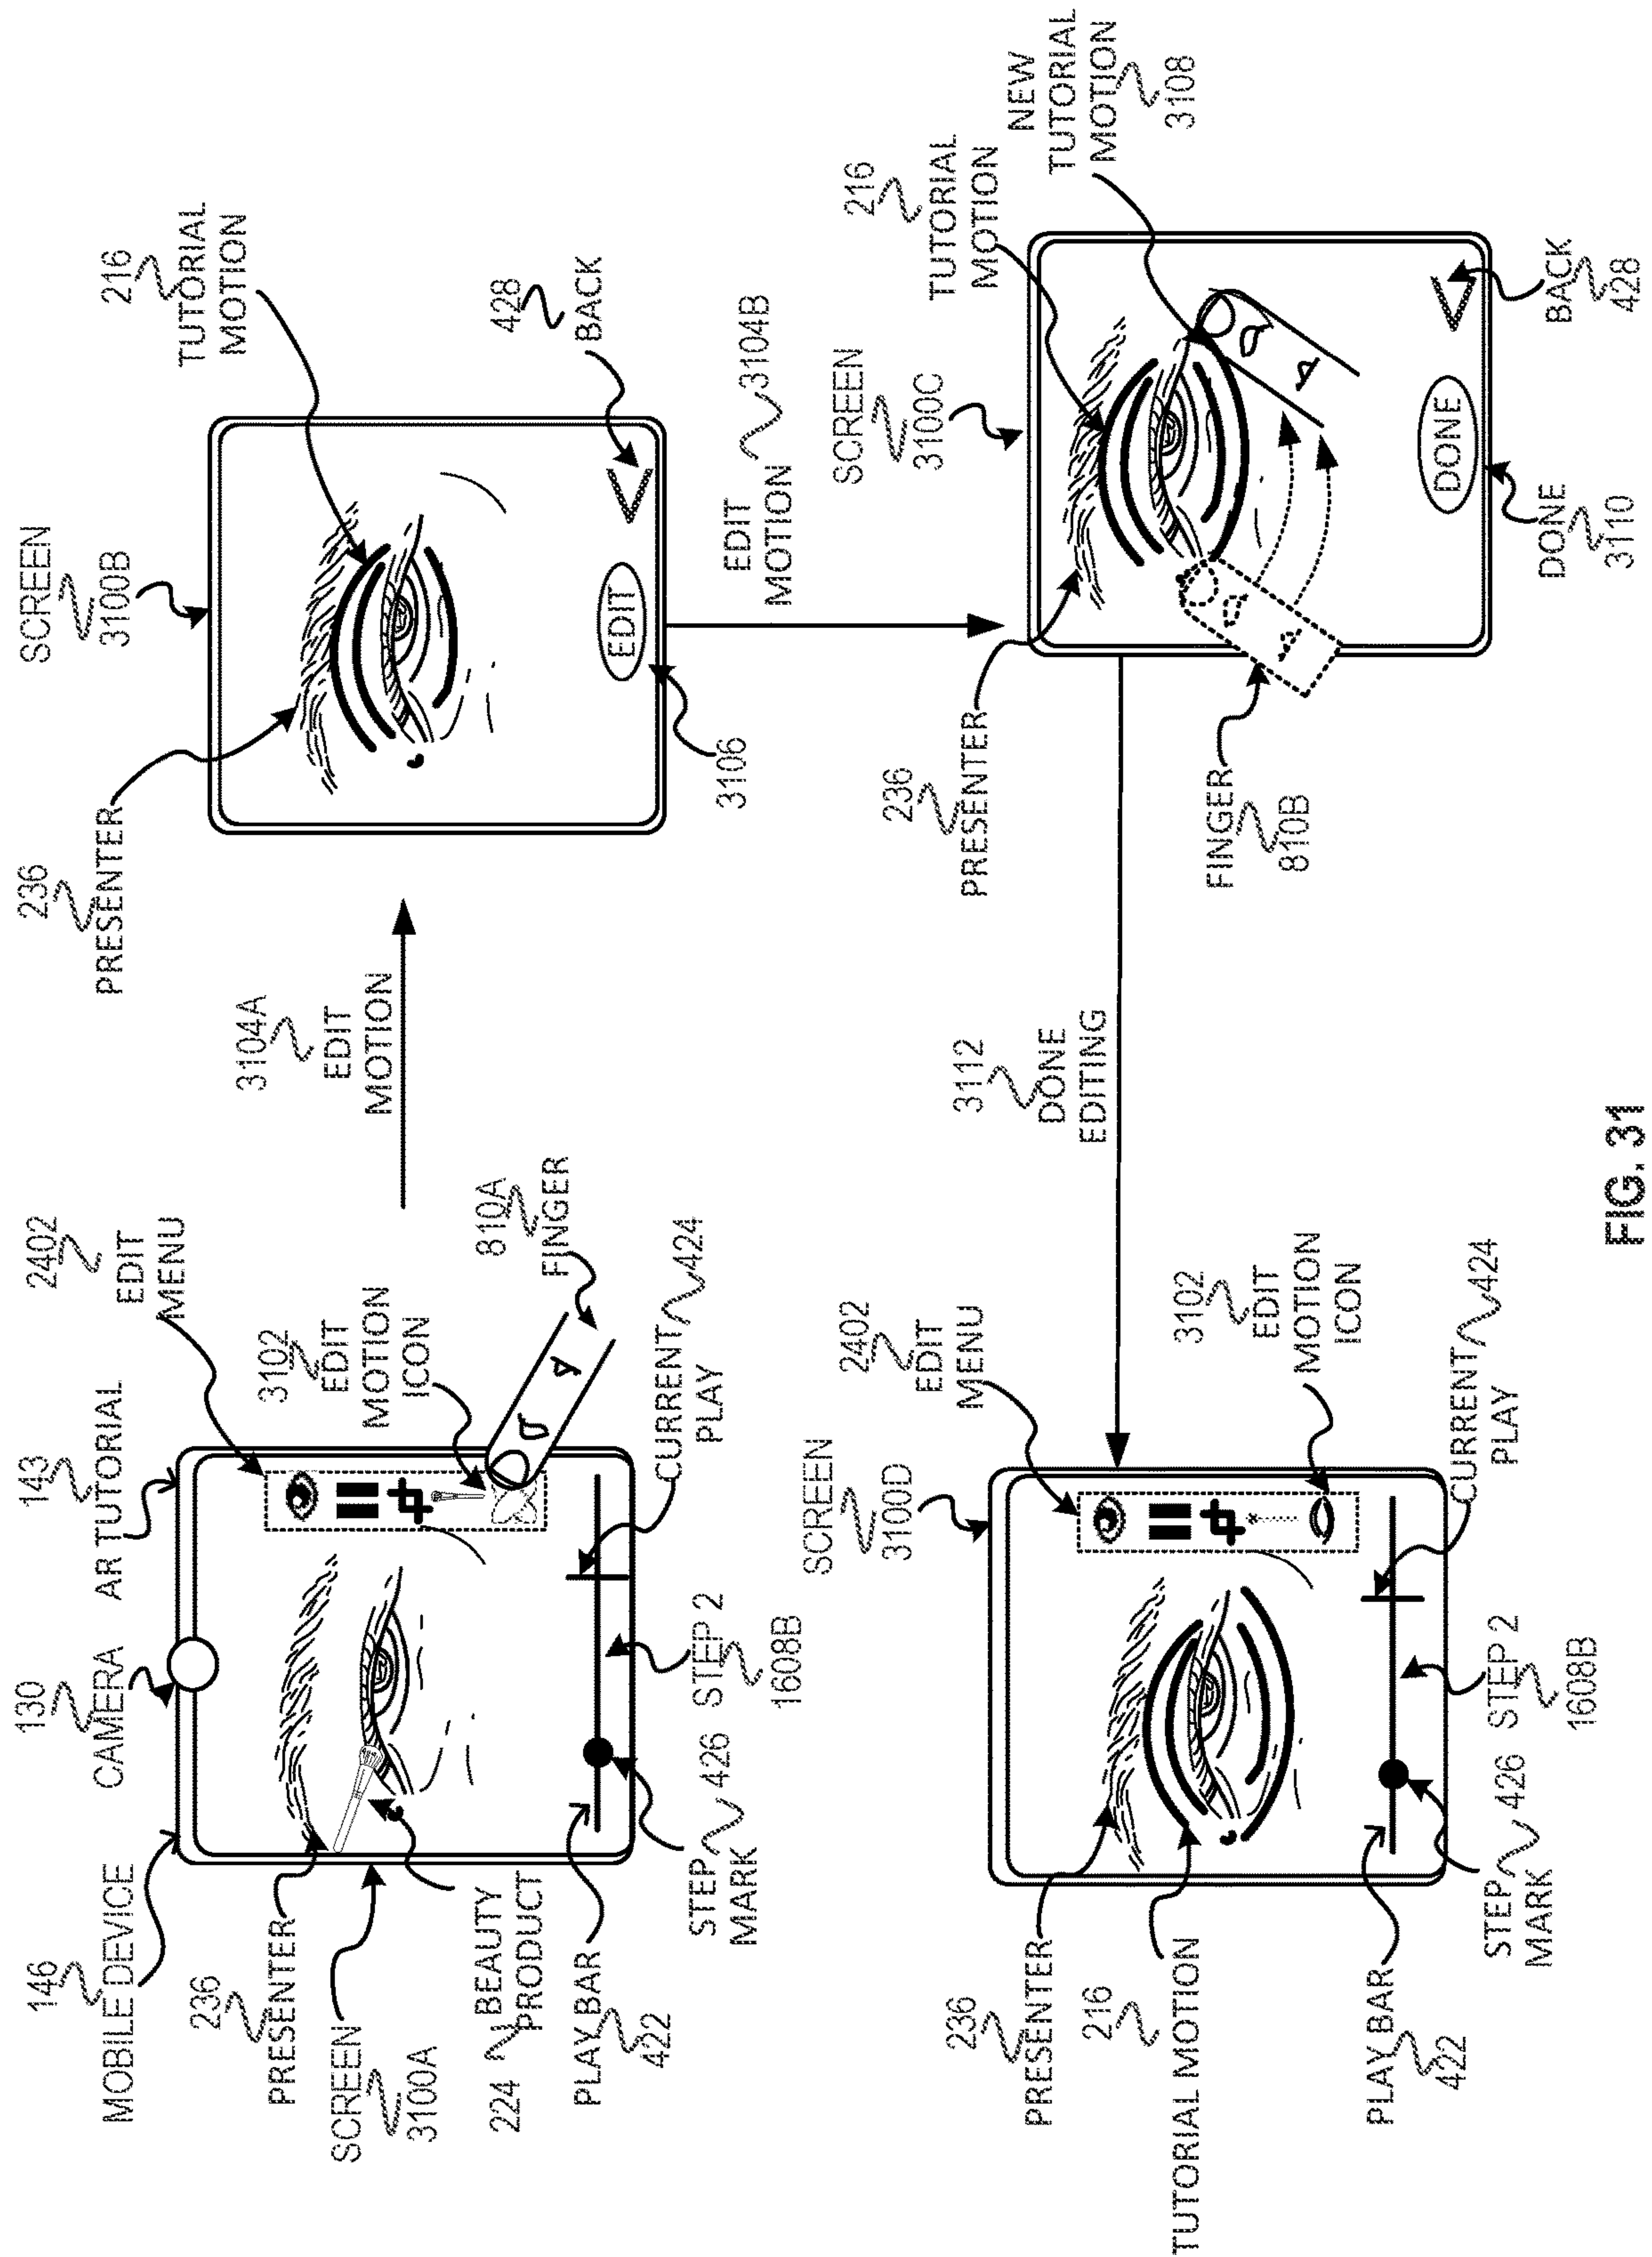 146
MOBILE DEVICE
130
CAMERA
143
AR TUTORIAL
2402
EDIT
MENU
3102
EDIT
MOTION
ICON
810A
FINGER
236
PRESENTER
SCREEN
3100A
224
BEAUTY
PRODUCT
PLAY BAR
422
STEP
MARK
426
STEP 2
1608B
CURRENT
PLAY
424
3104A
EDIT
MOTION
236
PRESENTER
SCREEN
3100B
216
TUTORIAL
MOTION
428
BACK
EDIT
3106
EDIT
MOTION
3104B
SCREEN
3100C
216
TUTORIAL
MOTION
NEW
TUTORIAL
MOTION
3108
236
PRESENTER
FINGER
810B
DONE
DONE
3110
BACK
428
3112
DONE
EDITING
SCREEN
3100D
2402
EDIT
MENU
3102
EDIT
MOTION
ICON
236
PRESENTER
216
TUTORIAL MOTION
PLAY BAR
422
STEP
MARK
426
STEP 2
1608B
CURRENT
PLAY
424
FIG. 31